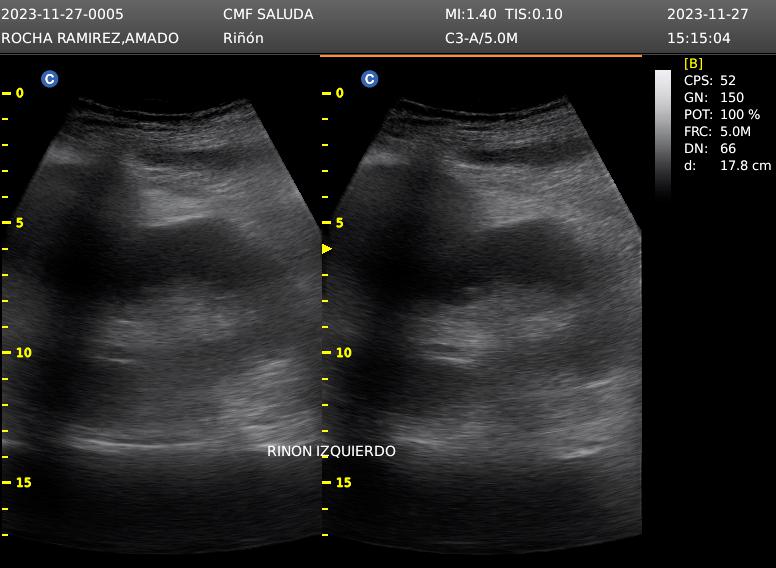 2023-11-27-0005 CMF SALUDA MI:1.40 TIS:0.10 2023-11-27
ROCHA RAMIREZ,AMADO Riñón C3-A/5.0M 15:15:04
[B]
CPS: 52
GN: 150
POT: 100 %
FRC: 5.0M
DN: 66
d: 17.8 cm
C C
0 0
5 5
10 10
RINON IZQUIERDO
15 15